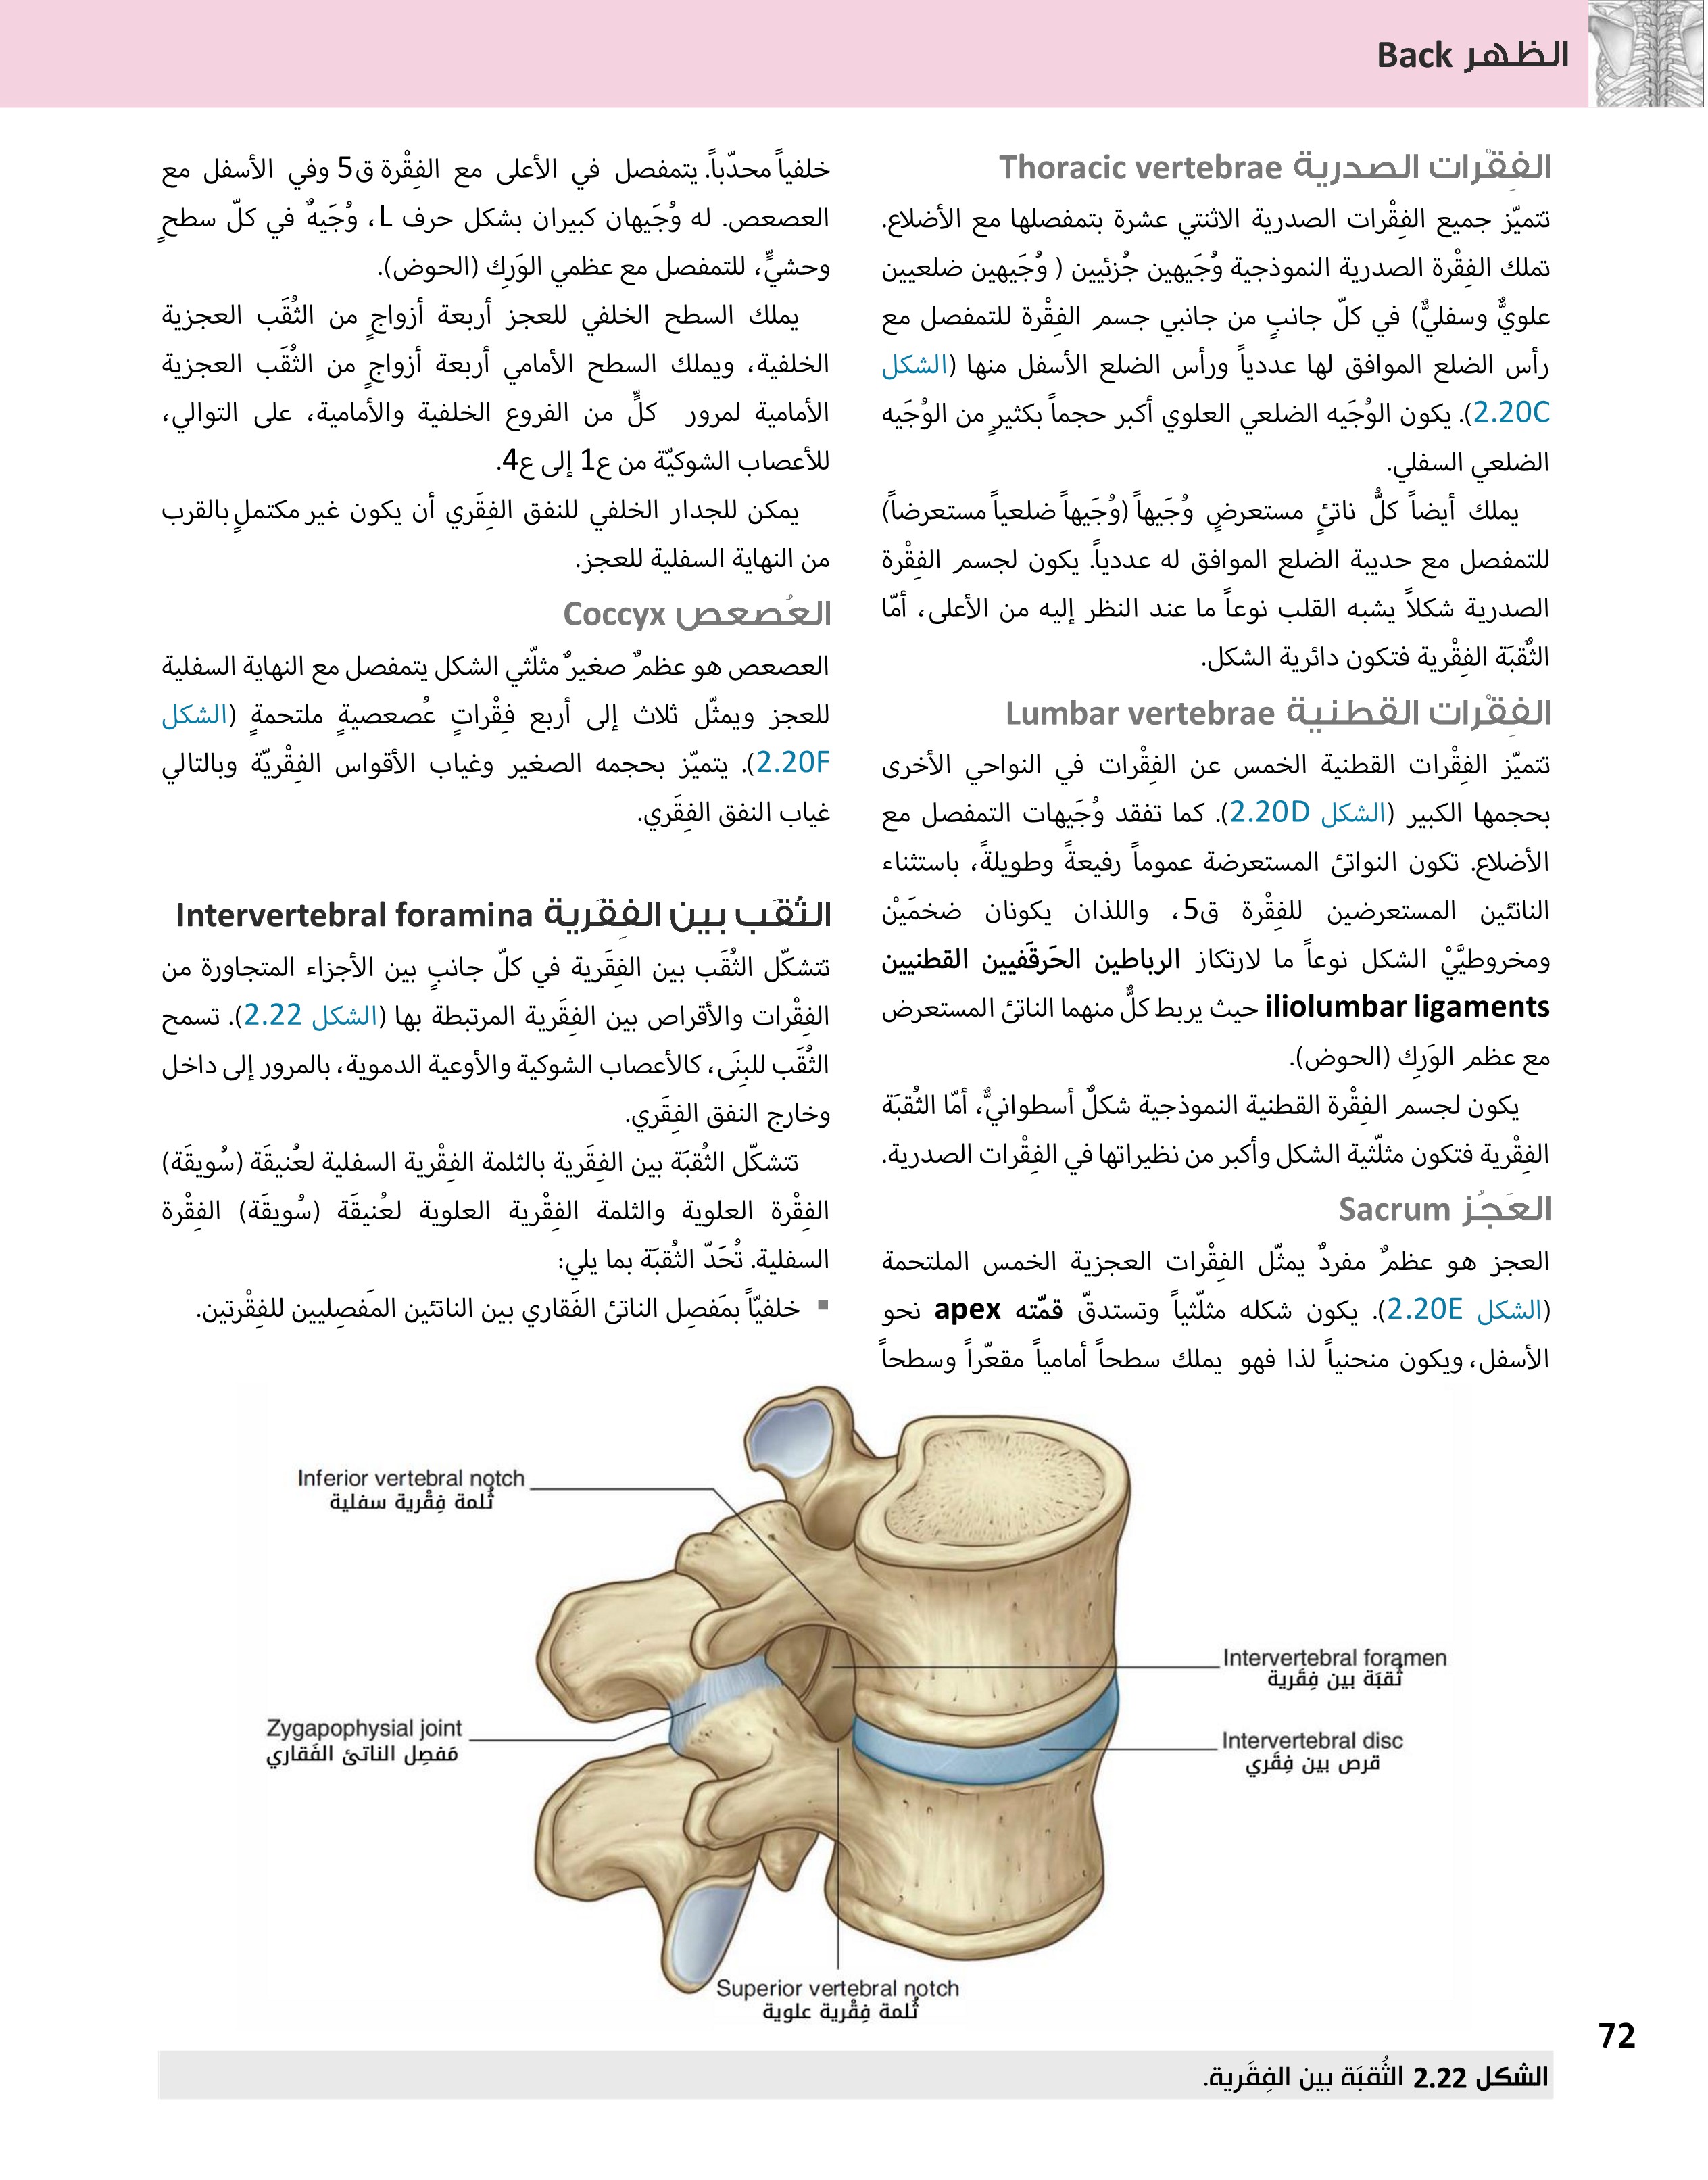 الظهر Back
الفِقْرات الصدرية Thoracic vertebrae
تتميّز جميع الفِقْرات الصدرية الاثنتي عشرة بتمفصلها مع الأضلاع.
تملك الفِقْرة الصدرية النموذجية وُجَيهين جُزئيين ( وُجَيهين ضلعيين
علويٌّ وسفليٌّ) في كلّ جانبٍ من جانبي جسم الفِقْرة للتمفصل مع
رأس الضلع الموافق لها عددياً ورأس الضلع الأسفل منها (الشكل
2.20C). يكون الوُجَيه الضلعي العلوي أكبر حجماً بكثيرٍ من الوُجَيه
الضلعي السفلي.
يملك أيضاً كلُّ ناتئٍ مستعرضٍ وُجَيهاً (وُجَيهاً ضلعياً مستعرضاً)
للتمفصل مع حديبة الضلع الموافق له عددياً. يكون لجسم الفِقْرة
الصدرية شكلاً يشبه القلب نوعاً ما عند النظر إليه من الأعلى، أمّا
الثُقبَة الفِقْرية فتكون دائرية الشكل.
الفِقْرات القطنية Lumbar vertebrae
تتميّز الفِقْرات القطنية الخمس عن الفِقْرات في النواحي الأخرى
بحجمها الكبير (الشكل 2.20D). كما تفقد وُجَيهات التمفصل مع
الأضلاع. تكون النواتئ المستعرضة عموماً رفيعةً وطويلةً، باستثناء
الناتئين المستعرضين للفِقْرة ق5، واللذان يكونان ضخمَيْن
ومخروطيَّيْ الشكل نوعاً ما لارتكاز الرباطين الحَرقَفيين القطنيين
iliolumbar ligaments حيث يربط كلٌّ منهما الناتئ المستعرض
مع عظم الوَرِك (الحوض).
يكون لجسم الفِقْرة القطنية النموذجية شكلٌ أسطوانيٌّ، أمّا الثُقبَة
الفِقْرية فتكون مثلّثية الشكل وأكبر من نظيراتها في الفِقْرات الصدرية.
العَجُز Sacrum
العجز هو عظمٌ مفردٌ يمثّل الفِقْرات العجزية الخمس الملتحمة
(الشكل 2.20E). يكون شكله مثلّثياً وتستدقّ قمّته apex نحو
الأسفل، ويكون منحنياً لذا فهو يملك سطحاً أمامياً مقعّراً وسطحاً
خلفياً محدّباً. يتمفصل في الأعلى مع الفِقْرة ق5 وفي الأسفل مع
العصعص. له وُجَيهان كبيران بشكل حرف L، وُجَيهٌ في كلّ سطحٍ
وحشيٍّ، للتمفصل مع عظمي الوَرِك (الحوض).
يملك السطح الخلفي للعجز أربعة أزواجٍ من الثُقَب العجزية
الخلفية، ويملك السطح الأمامي أربعة أزواجٍ من الثُقَب العجزية
الأمامية لمرور كلٍّ من الفروع الخلفية والأمامية، على التوالي،
للأعصاب الشوكيّة من ع1 إلى ع4.
يمكن للجدار الخلفي للنفق الفِقَري أن يكون غير مكتملٍ بالقرب
من النهاية السفلية للعجز.
العُصعص Coccyx
العصعص هو عظمٌ صغيرٌ مثلّثي الشكل يتمفصل مع النهاية السفلية
للعجز ويمثّل ثلاث إلى أربع فِقْراتٍ عُصعصيةٍ ملتحمةٍ (الشكل
2.20F). يتميّز بحجمه الصغير وغياب الأقواس الفِقْريّة وبالتالي
غياب النفق الفِقَري.
الثُقَب بين الفِقَرية Intervertebral foramina
تتشكّل الثُقَب بين الفِقَرية في كلّ جانبٍ بين الأجزاء المتجاورة من
الفِقْرات والأقراص بين الفِقَرية المرتبطة بها (الشكل 2.22). تسمح
الثُقَب للبِنَى، كالأعصاب الشوكية والأوعية الدموية، بالمرور إلى داخل
وخارج النفق الفِقَري.
تتشكّل الثُقبَة بين الفِقَرية بالثلمة الفِقْرية السفلية لعُنيقَة (سُويقَة)
الفِقْرة العلوية والثلمة الفِقْرية العلوية لعُنيقَة (سُويقَة) الفِقْرة
السفلية. تُحَدّ الثُقبَة بما يلي:
▪ خلفيّاً بمَفصِل الناتئ الفَقاري بين الناتئين المَفصِليين للفِقْرتين.
Inferior vertebral notch
ثُلمة فِقْرية سفلية
Intervertebral foramen
ثُقبَة بين فِقَرية
Zygapophysial joint
مَفصِل الناتئ الفَقاري
Intervertebral disc
قرص بين فِقَري
Superior vertebral notch
ثُلمة فِقْرية علوية
72
الشكل 2.22 الثُقبَة بين الفِقَرية.